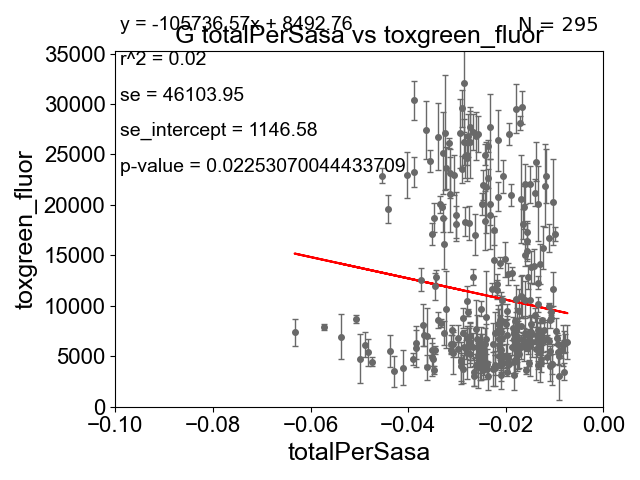 y = -105736.57x + 8492.76
N = 295
G totalPerSasa vs toxgreen_fluor
r^2 = 0.02
se = 46103.95
se_intercept = 1146.58
p-value = 0.02253070044433709
35000
30000
25000
20000
15000
10000
5000
0
toxgreen_fluor
−0.10 −0.08 −0.06 −0.04 −0.02 0.00
totalPerSasa